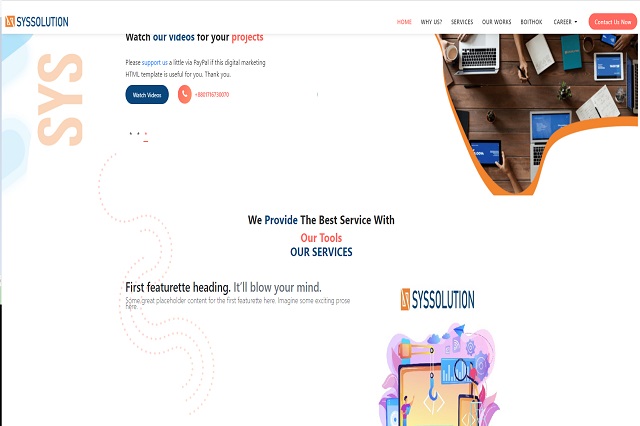 SYSSOLUTION
HOME WHY US? SERVICES OUR WORKS BOITHOK CAREER Contact Us Now
SYS
Watch our videos for your projects
Please support us a little via PayPal if this digital marketing
HTML template is useful for you. Thank you.
Watch Videos +8801716730070
We Provide The Best Service With
Our Tools
OUR SERVICES
First featurette heading. It'll blow your mind.
Some great placeholder content for the first featurette here. Imagine some exciting prose
here.
SYSSOLUTION